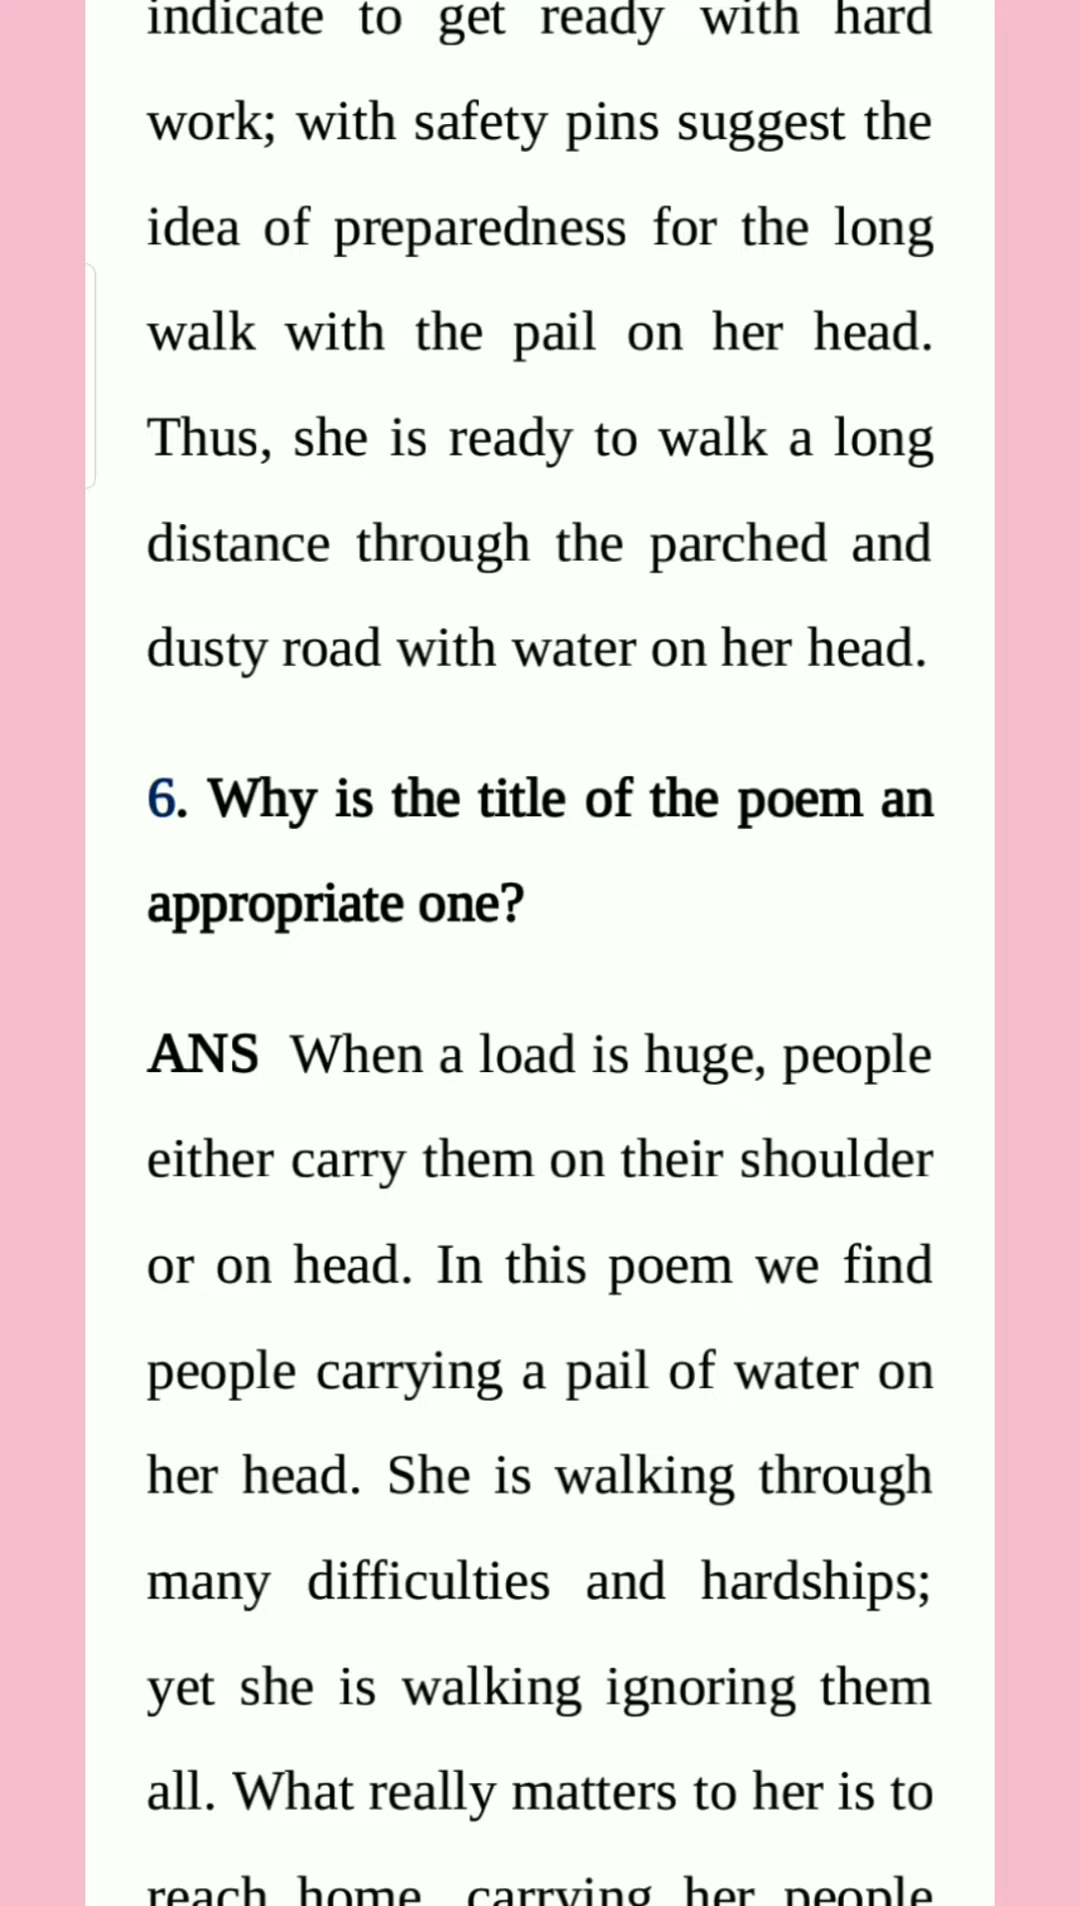 indicate to get ready with hard
work; with safety pins suggest the
idea of preparedness for the long
walk with the pail on her head.
Thus, she is ready to walk a long
distance through the parched and
dusty road with water on her head.
6. Why is the title of the poem an
appropriate one?
ANS When a load is huge, people
either carry them on their shoulder
or on head. In this poem we find
people carrying a pail of water on
her head. She is walking through
many difficulties and hardships;
yet she is walking ignoring them
all. What really matters to her is to
reach home, carrying her people